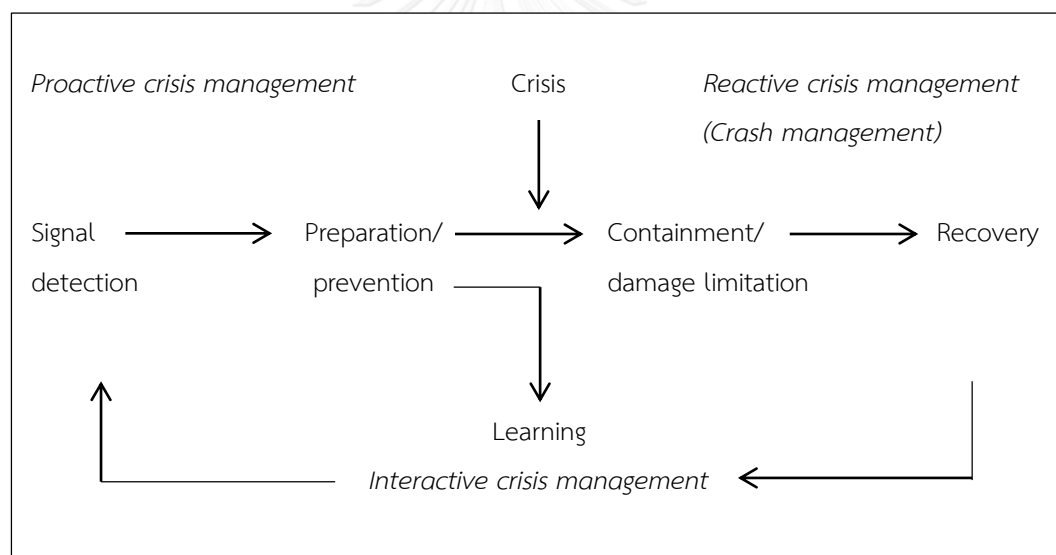 Proactive crisis management
Crisis
Reactive crisis management
(Crash management)
Signal
detection
Preparation/
prevention
Containment/
damage limitation
Recovery
Learning
Interactive crisis management